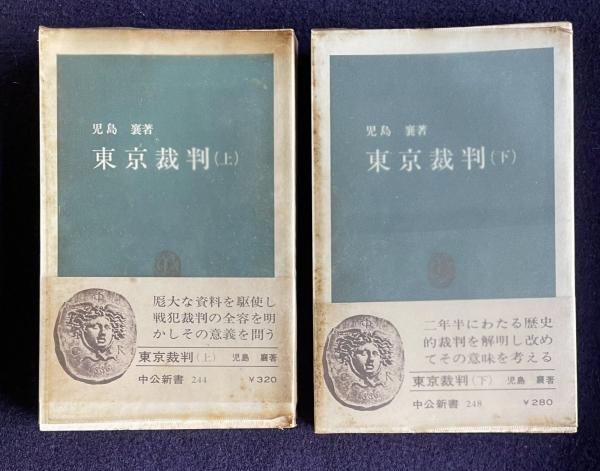 児島 襄著
東京裁判(上)
厖大な資料を駆使し
戦犯裁判の全容を明
かしその意義を問う
東京裁判(上) 児島 襄著
中公新書 244 ¥320
児島 襄著
東京裁判(下)
二年半にわたる歴史
的裁判を解明し改め
てその意味を考える
東京裁判(下) 児島 襄著
中公新書 248 ¥280